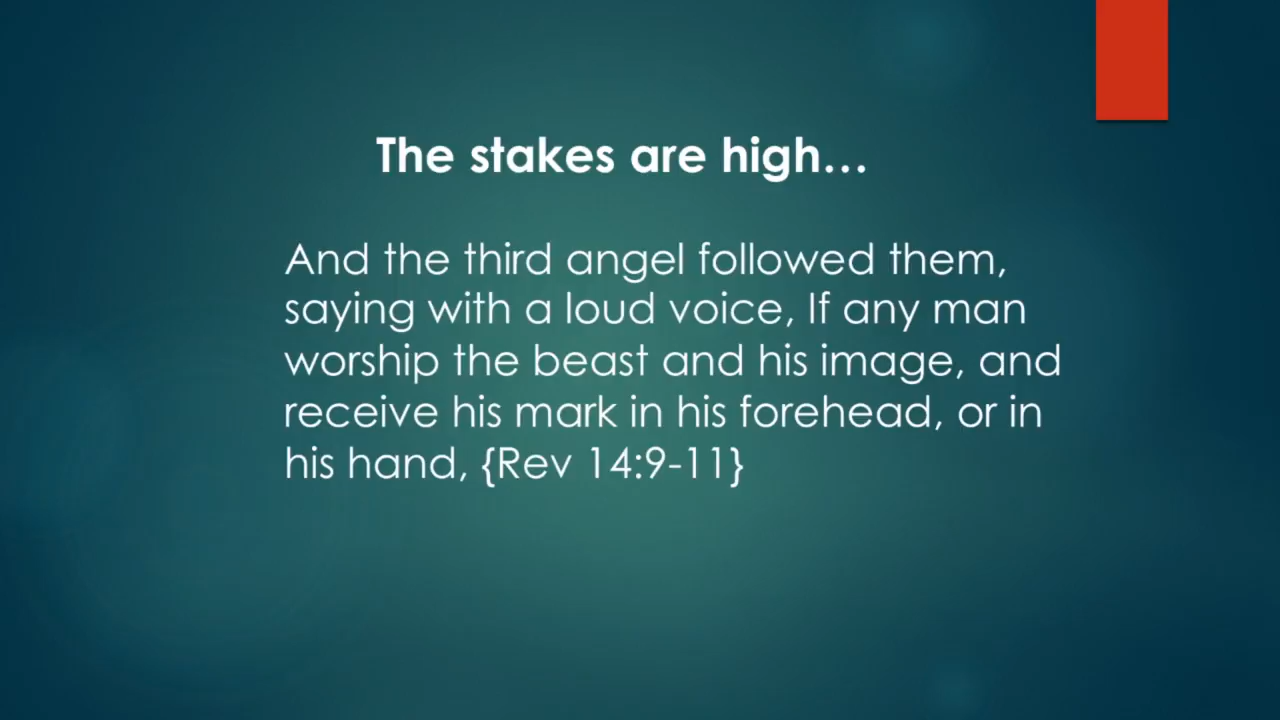 The stakes are high…
And the third angel followed them,
saying with a loud voice, If any man
worship the beast and his image, and
receive his mark in his forehead, or in
his hand, {Rev 14:9-11}